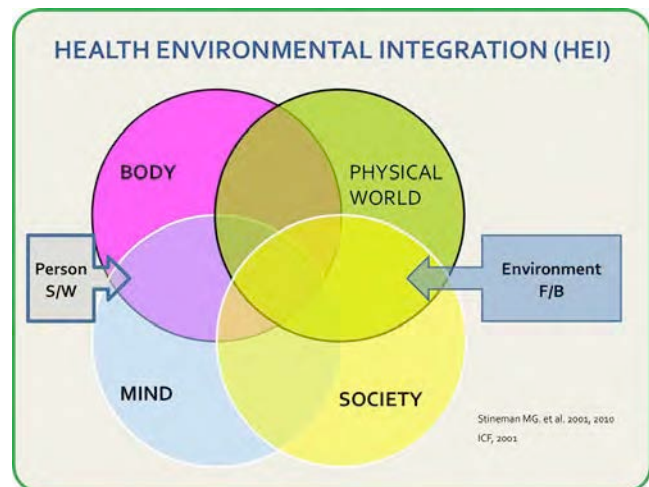 HEALTH ENVIRONMENTAL INTEGRATION (HEI)
BODY
PHYSICAL
WORLD
Person
S/W
Environment
F/B
MIND
SOCIETY
Stineman MG. et al. 2001, 2010
ICF, 2001